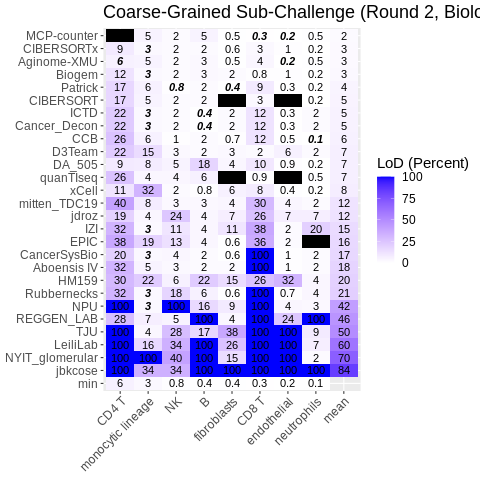 Coarse-Grained Sub-Challenge (Round 2, Biolo
MCP-counter 5 2 5 0.5 0.3 0.2 0.5 2
CIBERSORTx 9 3 2 2 0.6 3 1 0.2 3
Aginome-XMU 6 5 2 3 0.5 4 0.2 0.5 3
Biogem 12 3 2 3 2 0.8 1 0.2 3
Patrick 17 6 0.8 2 0.4 9 0.3 0.2 4
CIBERSORT 17 5 2 2 3 0.2 5
ICTD 22 3 2 0.4 2 12 0.3 2 5
Cancer_Decon 22 3 2 0.4 2 12 0.3 2 5
CCB 26 6 1 2 0.7 12 0.5 0.1 6
D3Team 22 15 3 2 3 2 6 2 7
DA_505 9 8 5 18 4 10 0.9 0.2 7
quanTIseq 26 4 4 6 0.9 0.5 7
xCell 11 32 2 0.8 6 8 0.4 0.2 8
mitten_TDC19 40 8 3 3 4 30 4 2 12
jdroz 19 4 24 4 7 26 7 7 12
IZI 32 3 11 4 11 38 2 20 15
EPIC 38 19 13 4 0.6 36 2 16
CancerSysBio 20 3 4 2 0.6 100 1 2 17
Aboensis IV 32 5 3 2 2 100 1 2 18
HM159 30 22 6 22 15 26 32 4 20
Rubbernecks 32 3 18 6 0.6 100 0.7 4 21
NPU 100 3 100 16 9 100 4 3 42
REGGEN_LAB 28 7 5 100 4 100 24 100 46
TJU 100 4 28 17 38 100 100 9 50
LeiliLab 100 16 34 100 26 100 100 7 60
NYIT_glomerular 100 100 40 100 15 100 100 2 70
jbkcose 100 34 34 100 100 100 100 100 84
min 6 3 0.8 0.4 0.4 0.3 0.2 0.1
CD4 T
monocytic lineage
NK
B
fibroblasts
CD8 T
endothelial
neutrophils
mean
LoD (Percent)
100
75
50
25
0